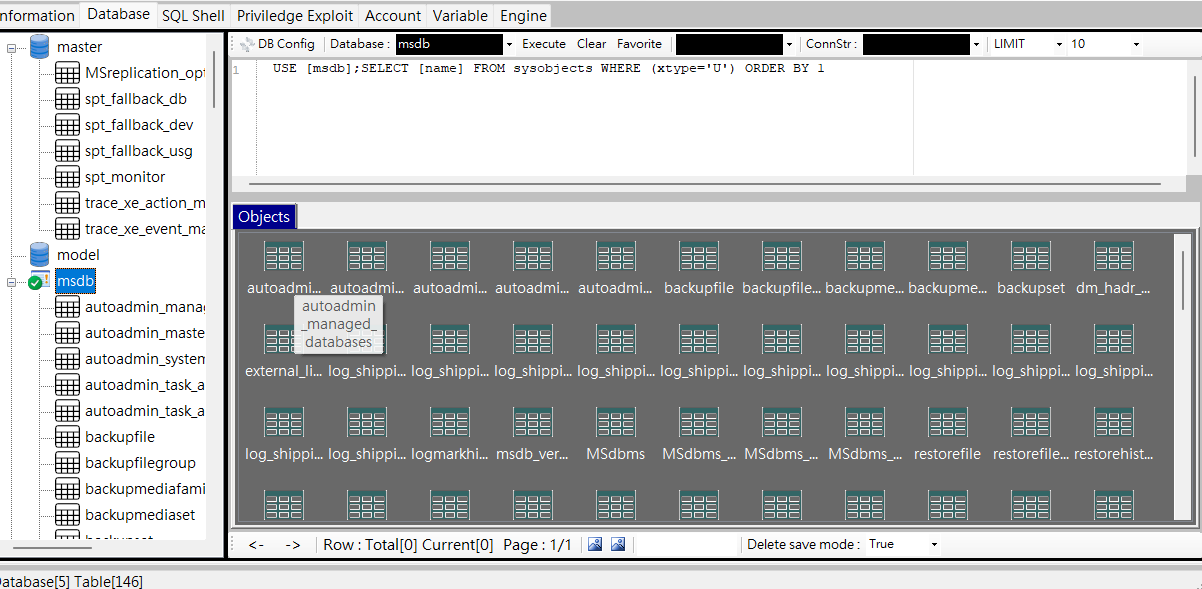 nformation Database SQL Shell Priviledge Exploit Account Variable Engine
DB Config Database : msdb Execute Clear Favorite ConnStr : LIMIT 10
1 USE [msdb];SELECT [name] FROM sysobjects WHERE (xtype='U') ORDER BY 1
master
MSreplication_opt
spt_fallback_db
spt_fallback_dev
spt_fallback_usg
spt_monitor
trace_xe_action_m
trace_xe_event_ma
model
msdb
autoadmin_manag
autoadmin_maste
autoadmin_system
autoadmin_task_a
autoadmin_task_a
backupfile
backupfilegroup
backupmediafami
backupmediaset
backupset
Objects
autoadmi... autoadmi... autoadmi... autoadmi... autoadmi... backupfile backupfile... backupme... backupme... backupset dm_hadr_...
autoadmin
_managed_
databases
external_li... log_shippi... log_shippi... log_shippi... log_shippi... log_shippi... log_shippi... log_shippi... log_shippi... log_shippi... log_shippi...
log_shippi... log_shippi... logmarkhi... msdb_ver... MSdbms MSdbms_... MSdbms_... MSdbms_... restorefile restorefile... restorehist...
<- -> Row : Total[0] Current[0] Page : 1/1 Delete save mode : True
atabase[5] Table[146]